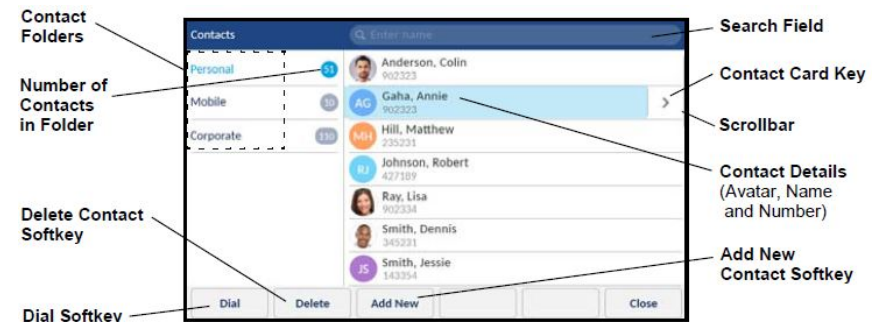 Contact
Folders
Number of
Contacts
in Folder
Delete Contact
Softkey
Dial Softkey
Contacts
Enter name
Personal
51
Mobile
10
Corporate
110
Anderson, Colin
902323
AG
Gaha, Annie
902323
MH
Hill, Matthew
235231
RJ
Johnson, Robert
427189
Ray, Lisa
902334
Smith, Dennis
345231
JS
Smith, Jessie
143354
Dial
Delete
Add New
Close
Search Field
Contact Card Key
Scrollbar
Contact Details
(Avatar, Name
and Number)
Add New
Contact Softkey